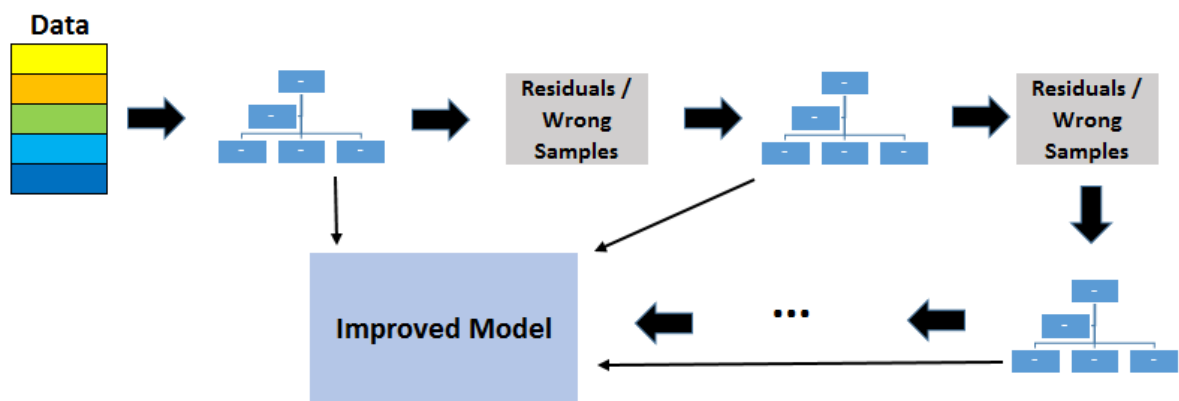 Data
-
-
-
-
-
Residuals /
Wrong
Samples
-
-
-
-
-
Residuals /
Wrong
Samples
-
-
-
-
-
...
Improved Model